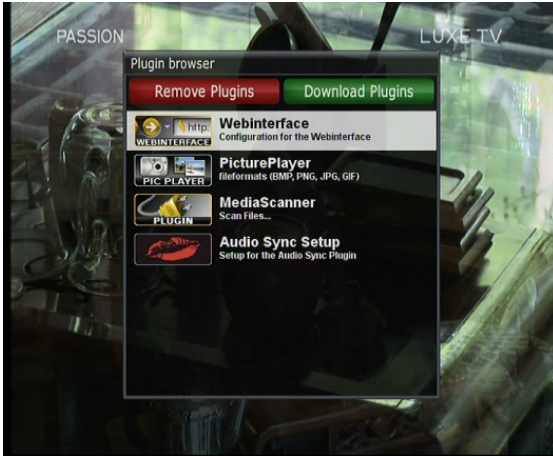 PASSION
LUXE.TV
Plugin browser
Remove Plugins
Download Plugins
http:
WEBINTERFACE
Webinterface
Configuration for the Webinterface
PIC PLAYER
PicturePlayer
fileformats (BMP, PNG, JPG, GIF)
PLUGIN
MediaScanner
Scan Files...
Audio Sync Setup
Setup for the Audio Sync Plugin